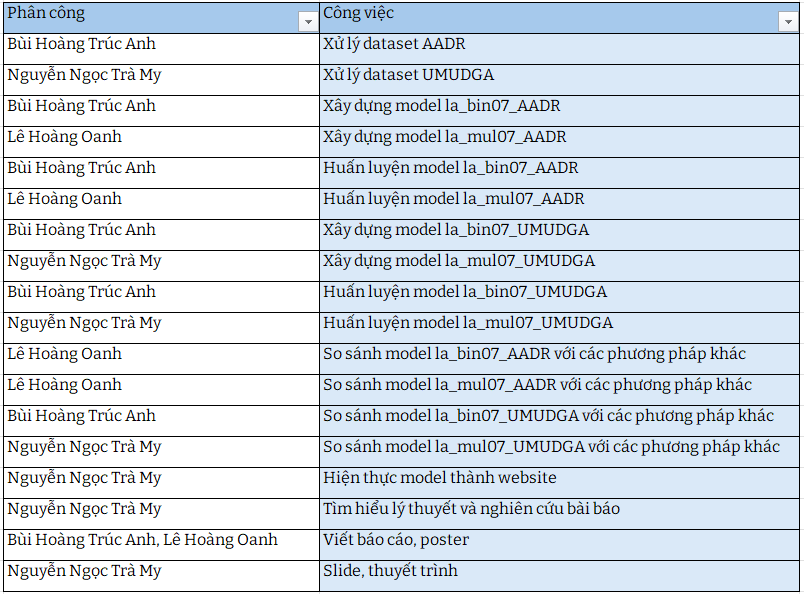 Phân công Công việc
Bùi Hoàng Trúc Anh Xử lý dataset AADR
Nguyễn Ngọc Trà My Xử lý dataset UMUDGA
Bùi Hoàng Trúc Anh Xây dựng model la_bin07_AADR
Lê Hoàng Oanh Xây dựng model la_mul07_AADR
Bùi Hoàng Trúc Anh Huấn luyện model la_bin07_AADR
Lê Hoàng Oanh Huấn luyện model la_mul07_AADR
Bùi Hoàng Trúc Anh Xây dựng model la_bin07_UMUDGA
Nguyễn Ngọc Trà My Xây dựng model la_mul07_UMUDGA
Bùi Hoàng Trúc Anh Huấn luyện model la_bin07_UMUDGA
Nguyễn Ngọc Trà My Huấn luyện model la_mul07_UMUDGA
Lê Hoàng Oanh So sánh model la_bin07_AADR với các phương pháp khác
Lê Hoàng Oanh So sánh model la_mul07_AADR với các phương pháp khác
Bùi Hoàng Trúc Anh So sánh model la_bin07_UMUDGA với các phương pháp khác
Nguyễn Ngọc Trà My So sánh model la_mul07_UMUDGA với các phương pháp khác
Nguyễn Ngọc Trà My Hiện thực model thành website
Nguyễn Ngọc Trà My Tìm hiểu lý thuyết và nghiên cứu bài báo
Bùi Hoàng Trúc Anh, Lê Hoàng Oanh Viết báo cáo, poster
Nguyễn Ngọc Trà My Slide, thuyết trình